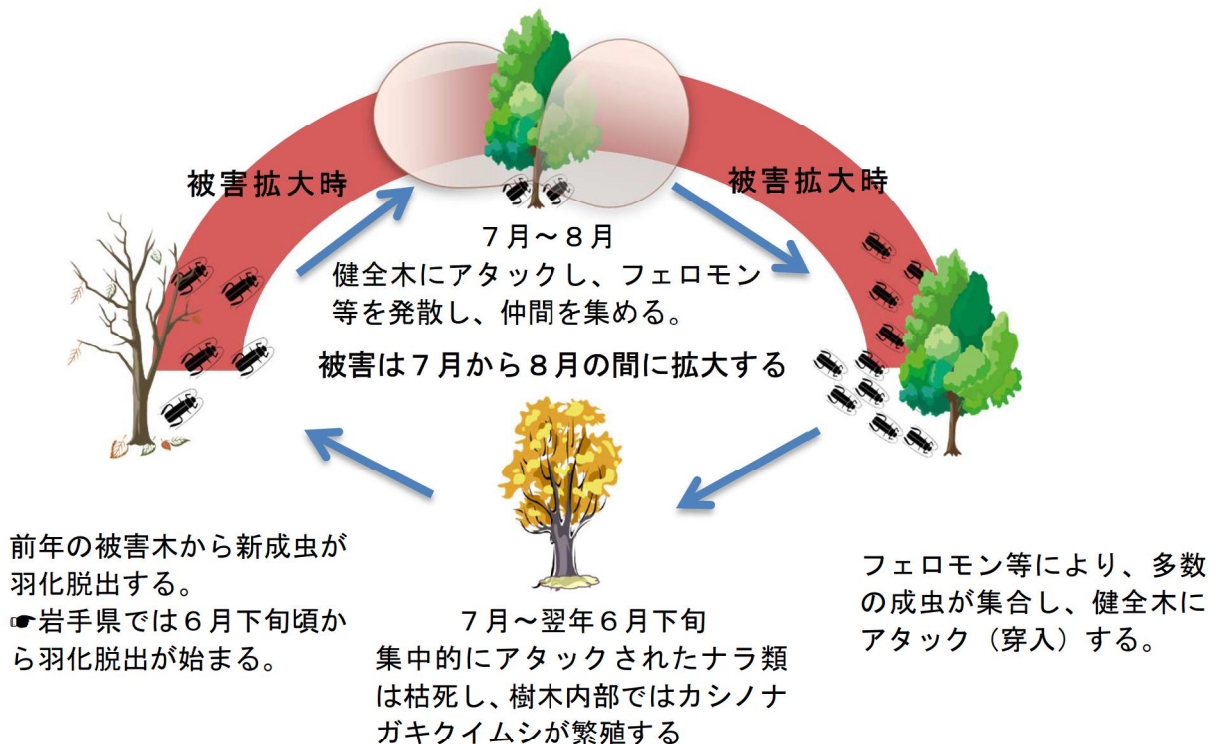 被害拡大時
被害拡大時
７月～８月
健全木にアタックし、フェロモン
等を発散し、仲間を集める。
被害は７月から８月の間に拡大する
前年の被害木から新成虫が
羽化脱出する。
☛岩手県では６月下旬頃か
ら羽化脱出が始まる。
７月～翌年６月下旬
集中的にアタックされたナラ類
は枯死し、樹木内部ではカシノナ
ガキクイムシが繁殖する
フェロモン等により、多数
の成虫が集合し、健全木に
アタック（穿入）する。